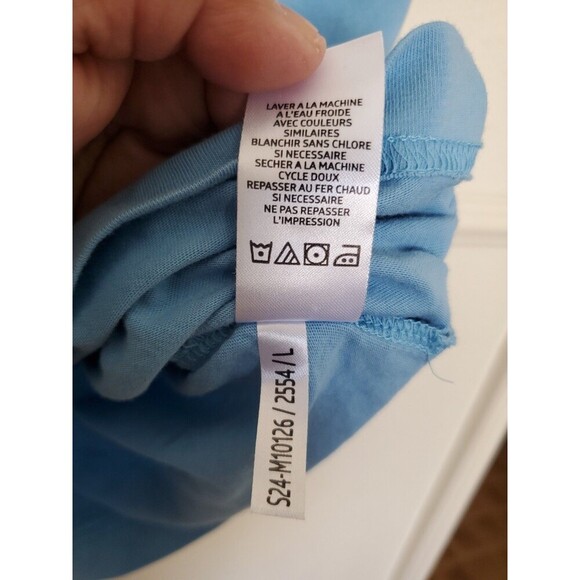 LAVER A LA MACHINE
A L'EAU FROIDE
AVEC COULEURS
SIMILAIRES
BLANCHIR SANS CHLORE
SI NECESSAIRE
SECHER A LA MACHINE
CYCLE DOUX
REPASSER AU FER CHAUD
SI NECESSAIRE
NE PAS REPASSER
L'IMPRESSION
S24-M10126 / 2554 / L